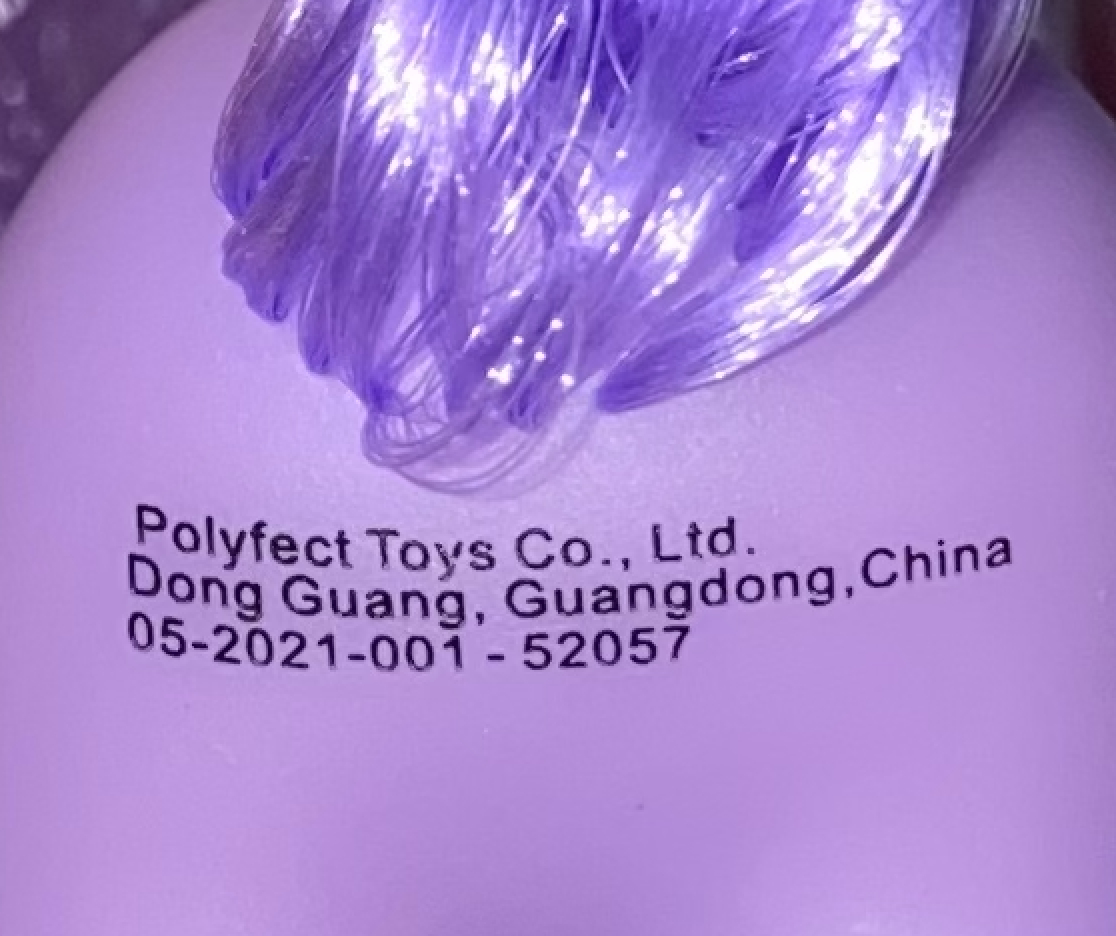 Polyfect Toys Co., Ltd.
Dong Guang, Guangdong,China
05-2021-001 - 52057